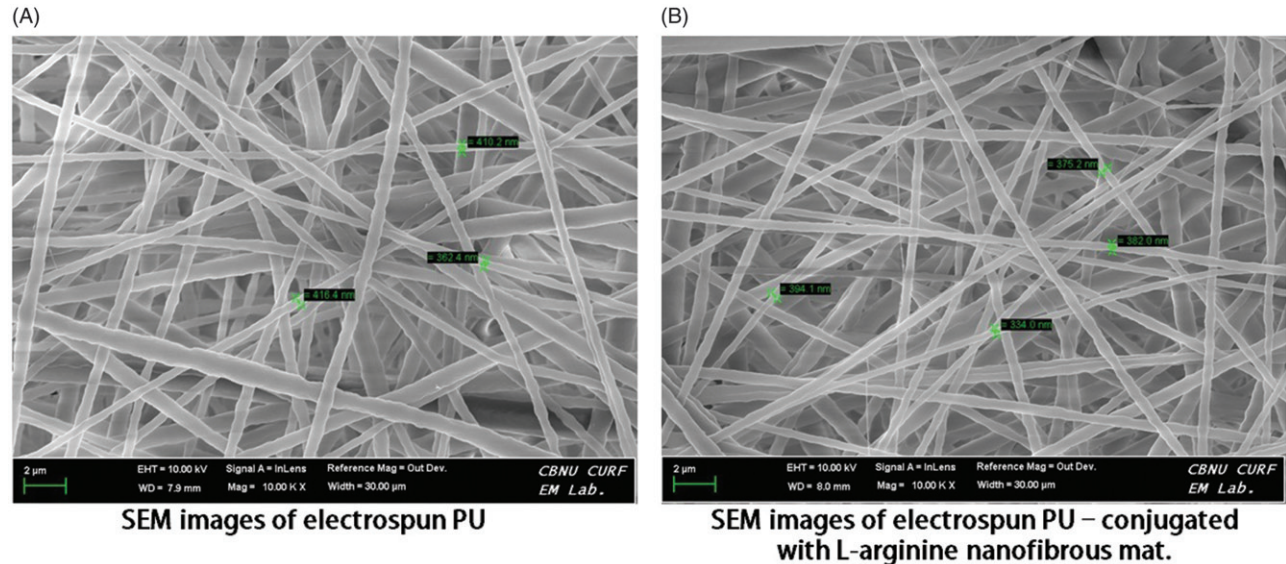 (A)
= 410.2 nm
= 362.4 nm
= 416.4 nm
2 µm
EHT = 10.00 kV
Signal A = InLens
Reference Mag = Out Dev.
WD = 7.9 mm
Mag = 10.00 K X
Width = 30.00 µm
CBNU CURF
EM Lab.
SEM images of electrospun PU
(B)
= 375.2 nm
= 382.0 nm
= 394.1 nm
= 334.0 nm
2 µm
EHT = 10.00 kV
Signal A = InLens
Reference Mag = Out Dev.
WD = 8.0 mm
Mag = 10.00 K X
Width = 30.00 µm
CBNU CURF
EM Lab.
SEM images of electrospun PU – conjugated
with L-arginine nanofibrous mat.